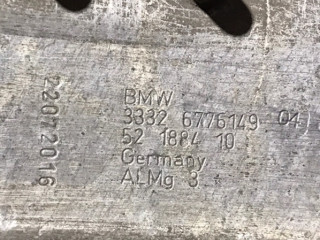 BMW
3332 6776149 04)
52 1884 10
Germany
ALMg 3
22072016